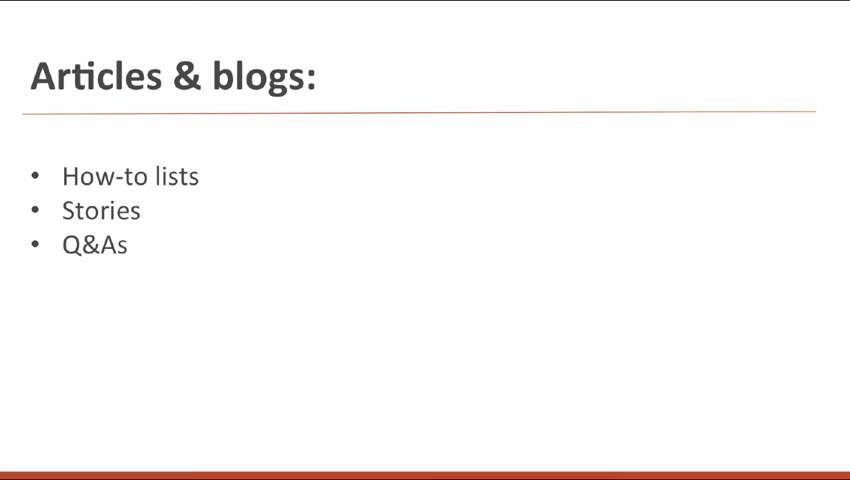 Articles & blogs:
• How-to lists
• Stories
• Q&As